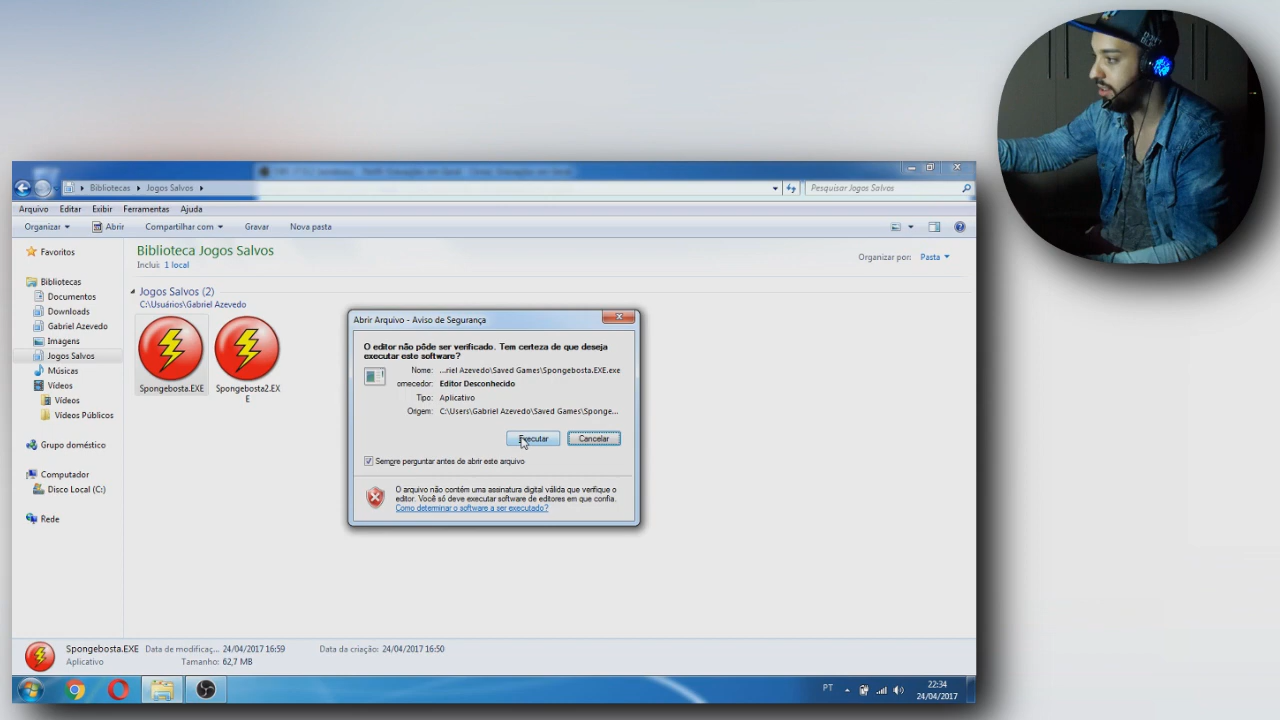 Bibliotecas Jogos Salvos
Pesquisar Jogos Salvos
Arquivo Editar Exibir Ferramentas Ajuda
Organizar Abrir Compartilhar com Gravar Nova pasta
Favoritos
Bibliotecas
Documentos
Downloads
Gabriel Azevedo
Imagens
Jogos Salvos
Músicas
Vídeos
Vídeos
Vídeos Públicos
Grupo doméstico
Computador
Disco Local (C:)
Rede
Biblioteca Jogos Salvos
Inclui: 1 local
Organizar por: Pasta
Jogos Salvos (2)
C:\Usuários\Gabriel Azevedo
Spongebosta.EXE
Spongebosta2.EX
E
Abrir Arquivo - Aviso de Segurança
O editor não pôde ser verificado. Tem certeza de que deseja
executar este software?
Nome: ...riel Azevedo\Saved Games\Spongebosta.EXE.exe
omecedor: Editor Desconhecido
Tipo: Aplicativo
Origem: C:\Users\Gabriel Azevedo\Saved Games\Sponge...
Executar Cancelar
Sempre perguntar antes de abrir este arquivo
O arquivo não contém uma assinatura digital válida que verifique o
editor. Você só deve executar software de editores em que confia.
Como determinar o software a ser executado?
Spongebosta.EXE Data de modificaç... 24/04/2017 16:59 Data da criação: 24/04/2017 16:50
Aplicativo Tamanho: 62,7 MB
PT
22:34
24/04/2017